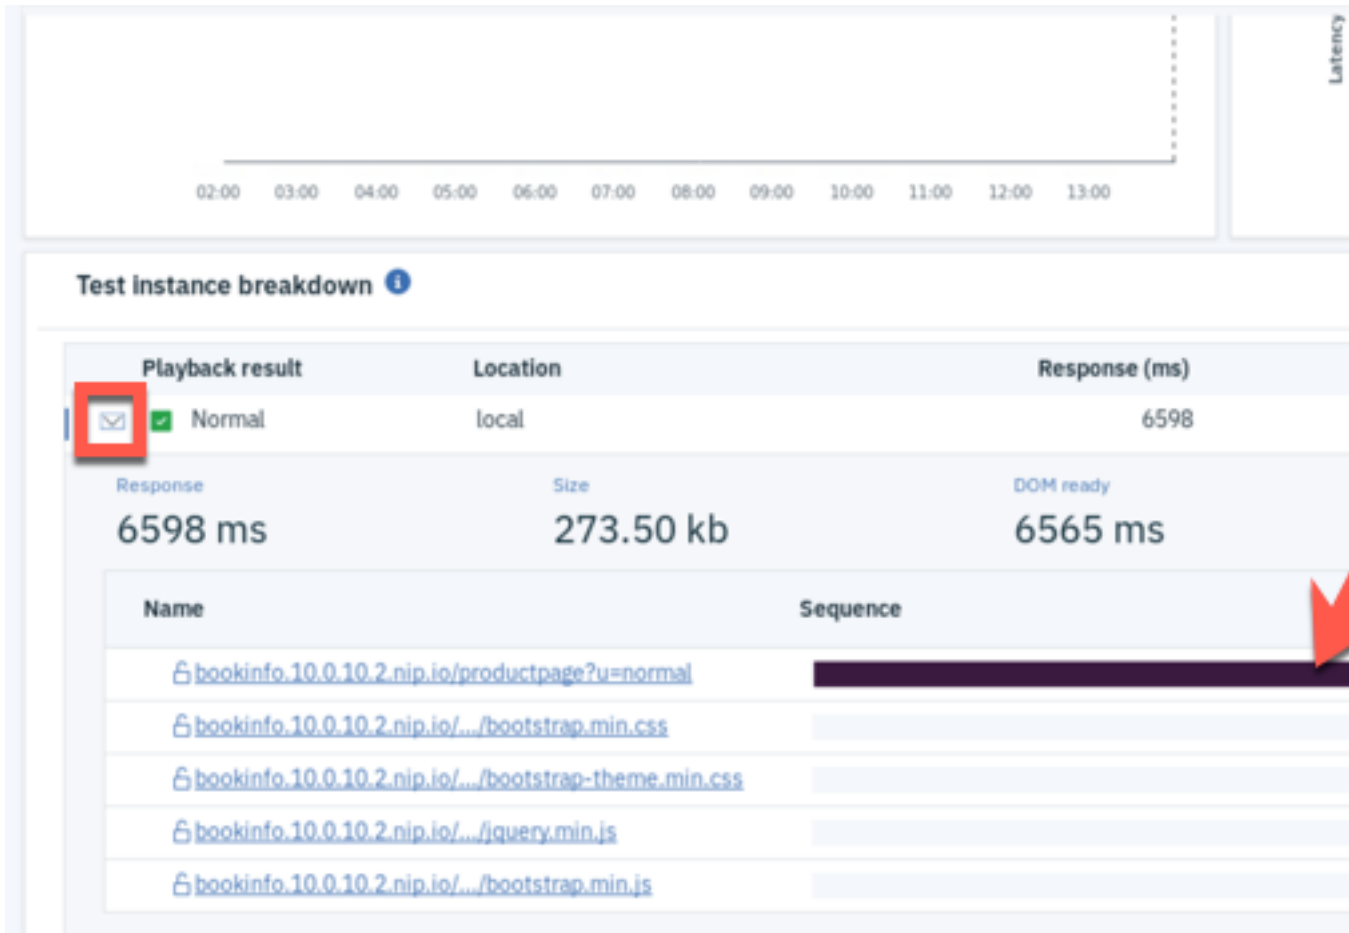 Latency
02:00 03:00 04:00 05:00 06:00 07:00 08:00 09:00 10:00 11:00 12:00 13:00
Test instance breakdown
Playback result Location Response (ms)
Normal local 6598
Response Size DOM ready
6598 ms 273.50 kb 6565 ms
Name Sequence
bookinfo.10.0.10.2.nip.io/productpage?u=normal
bookinfo.10.0.10.2.nip.io/.../bootstrap.min.css
bookinfo.10.0.10.2.nip.io/.../bootstrap-theme.min.css
bookinfo.10.0.10.2.nip.io/.../jquery.min.js
bookinfo.10.0.10.2.nip.io/.../bootstrap.min.js